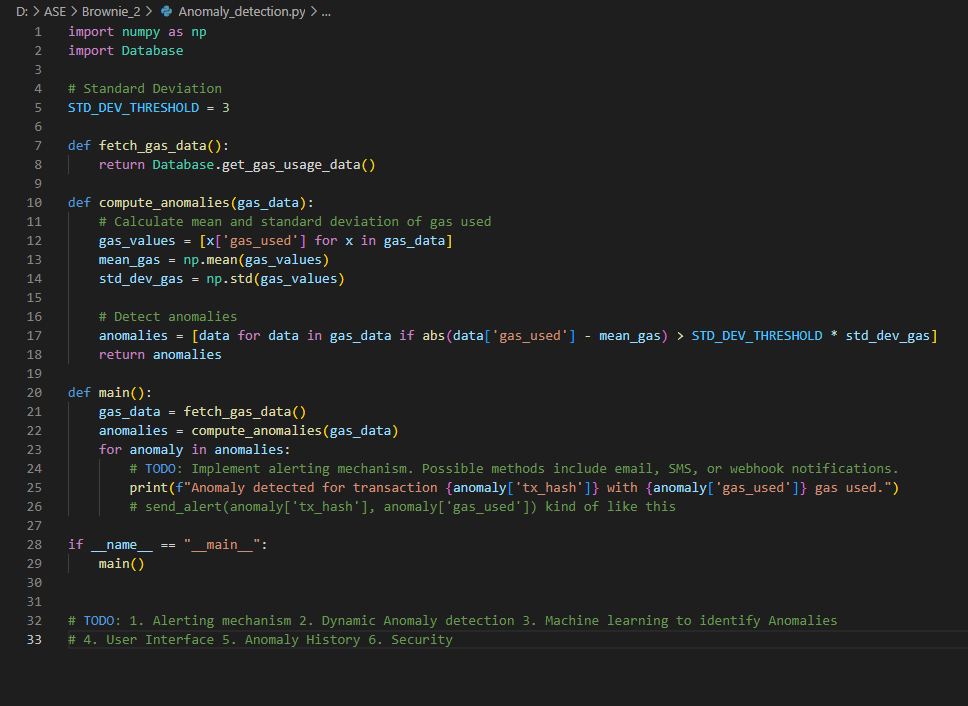 D: > ASE > Brownie_2 > Anomaly_detection.py > ...
1 import numpy as np
2 import Database
3
4 # Standard Deviation
5 STD_DEV_THRESHOLD = 3
6
7 def fetch_gas_data():
8     return Database.get_gas_usage_data()
9
10 def compute_anomalies(gas_data):
11     # Calculate mean and standard deviation of gas used
12     gas_values = [x['gas_used'] for x in gas_data]
13     mean_gas = np.mean(gas_values)
14     std_dev_gas = np.std(gas_values)
15
16     # Detect anomalies
17     anomalies = [data for data in gas_data if abs(data['gas_used'] - mean_gas) > STD_DEV_THRESHOLD * std_dev_gas]
18     return anomalies
19
20 def main():
21     gas_data = fetch_gas_data()
22     anomalies = compute_anomalies(gas_data)
23     for anomaly in anomalies:
24         # TODO: Implement alerting mechanism. Possible methods include email, SMS, or webhook notifications.
25         print(f"Anomaly detected for transaction {anomaly['tx_hash']} with {anomaly['gas_used']} gas used.")
26         # send_alert(anomaly['tx_hash'], anomaly['gas_used']) kind of like this
27
28 if __name__ == "__main__":
29     main()
30
31
32 # TODO: 1. Alerting mechanism 2. Dynamic Anomaly detection 3. Machine learning to identify Anomalies
33 # 4. User Interface 5. Anomaly History 6. Security